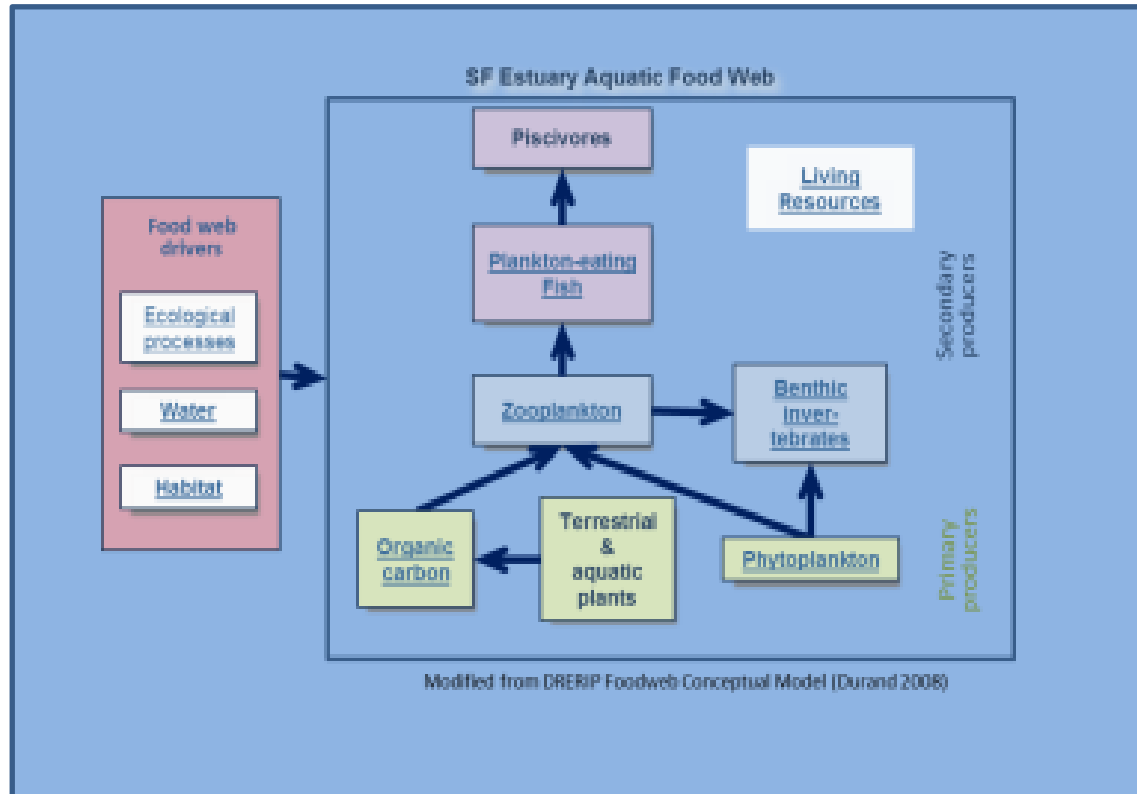 SF Estuary Aquatic Food Web
Piscivores
Living
Resources
Food web
drivers
Plankton-eating
Fish
Ecological
processes
Secondary
producers
Zooplankton
Benthic
inver-
tebrates
Water
Habitat
Organic
carbon
Terrestrial
&
aquatic
plants
Phytoplankton
Primary
producers
Modified from DRERIP Foodweb Conceptual Model (Durand 2008)